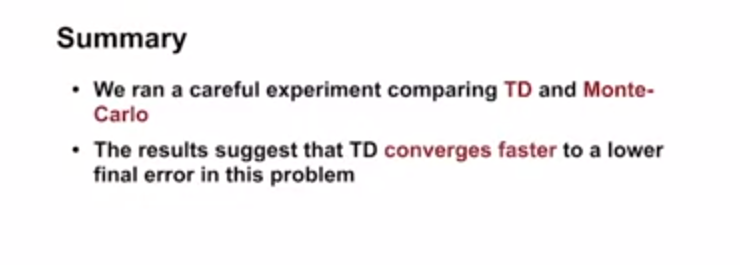 Summary
• We ran a careful experiment comparing TD and Monte-
Carlo
• The results suggest that TD converges faster to a lower
final error in this problem